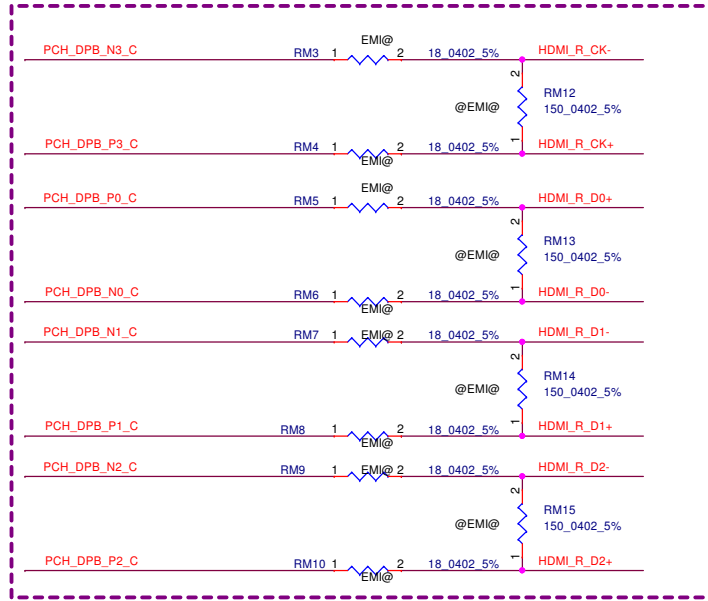 EMI@
PCH_DPB_N3_C RM3 1 2 18_0402_5% HDMI_R_CK-
2
RM12
@EMI@ 150_0402_5%
1
PCH_DPB_P3_C RM4 1 2 18_0402_5% HDMI_R_CK+
EMI@
EMI@
PCH_DPB_P0_C RM5 1 2 18_0402_5% HDMI_R_D0+
2
RM13
@EMI@ 150_0402_5%
1
PCH_DPB_N0_C RM6 1 2 18_0402_5% HDMI_R_D0-
EMI@
PCH_DPB_N1_C RM7 1 EMI@ 2 18_0402_5% HDMI_R_D1-
2
RM14
@EMI@ 150_0402_5%
1
PCH_DPB_P1_C RM8 1 2 18_0402_5% HDMI_R_D1+
EMI@
PCH_DPB_N2_C RM9 1 EMI@ 2 18_0402_5% HDMI_R_D2-
2
RM15
@EMI@ 150_0402_5%
1
PCH_DPB_P2_C RM10 1 2 18_0402_5% HDMI_R_D2+
EMI@